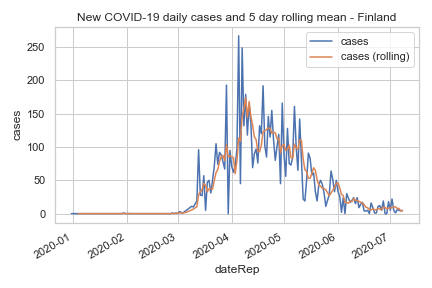 New COVID-19 daily cases and 5 day rolling mean - Finland
cases
cases (rolling)
250
200
150
100
50
0
cases
2020-01
2020-02
2020-03
2020-04
2020-05
2020-06
2020-07
dateRep